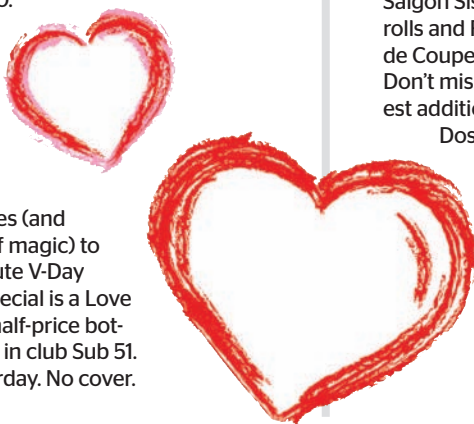 es (and
f magic) to
ute V-Day
ecial is a Love
half-price bot-
in club Sub 51.
rday. No cover.
Saigon Sis
rolls and
de Coupe
Don’t mis
est additi
Dos